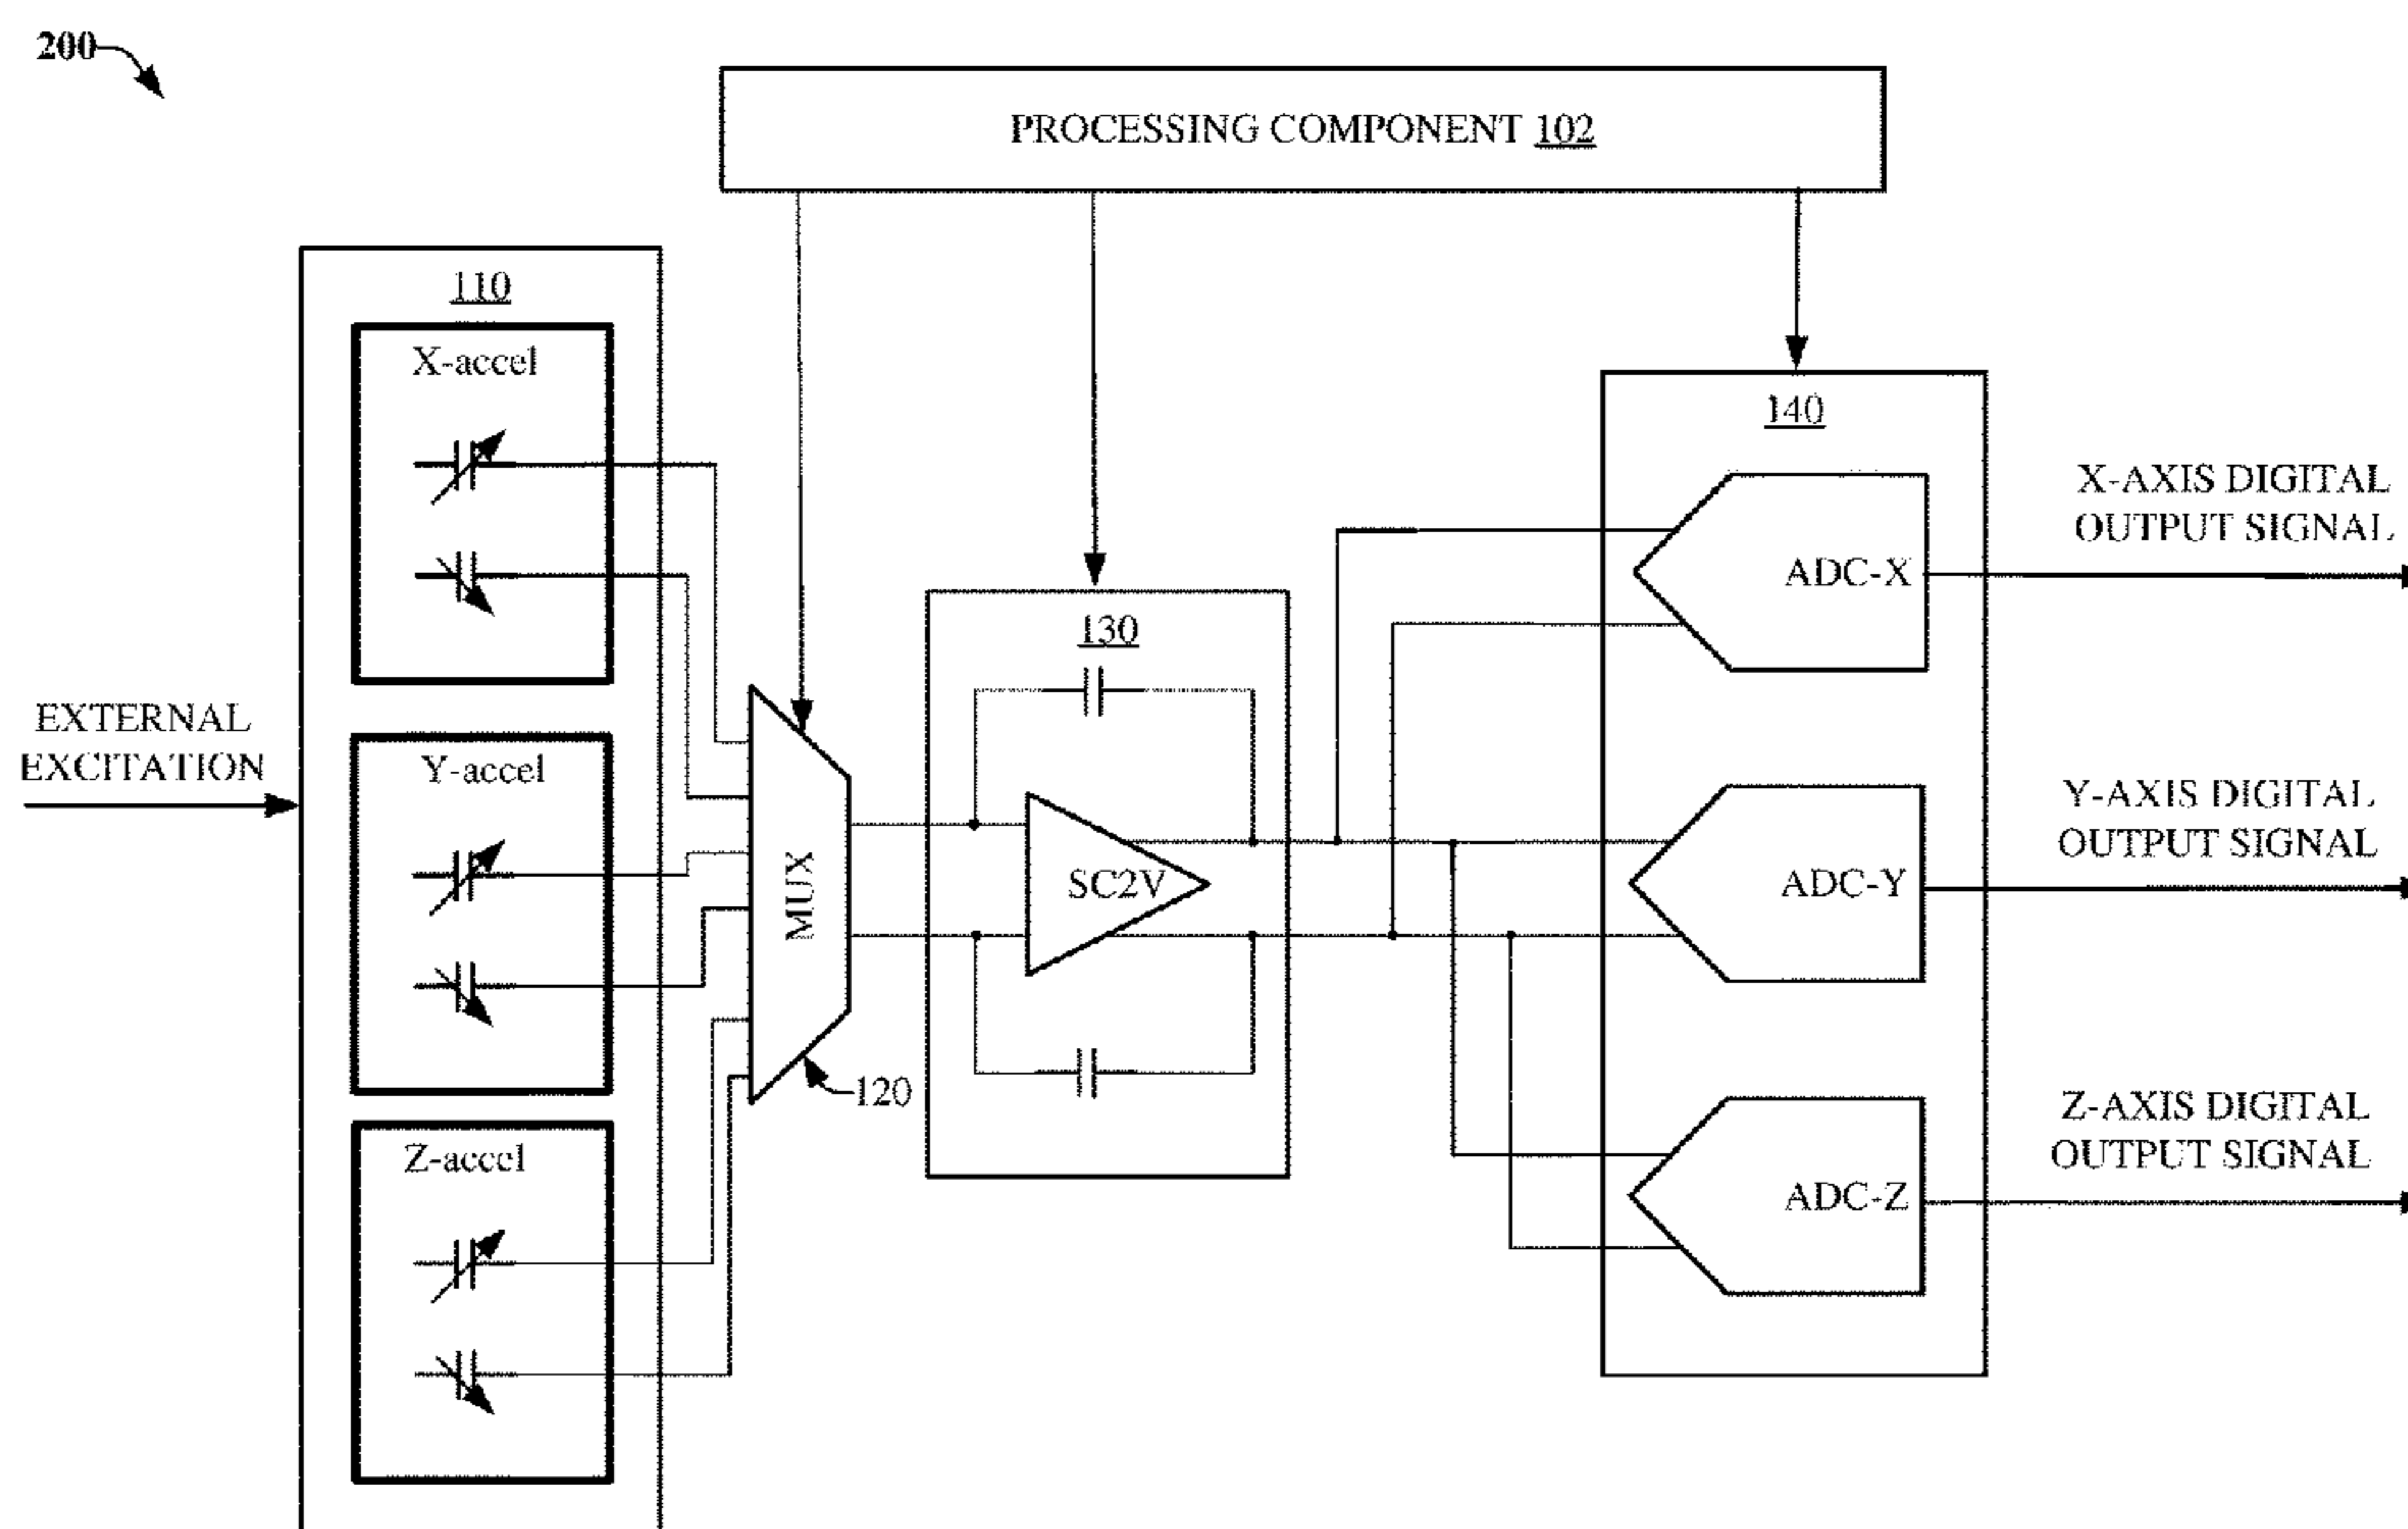 200
PROCESSING COMPONENT 102
110
X-accel
Y-accel
Z-accel
EXTERNAL
EXCITATION
MUX
120
130
SC2V
140
ADC-X
ADC-Y
ADC-Z
X-AXIS DIGITAL
OUTPUT SIGNAL
Y-AXIS DIGITAL
OUTPUT SIGNAL
Z-AXIS DIGITAL
OUTPUT SIGNAL